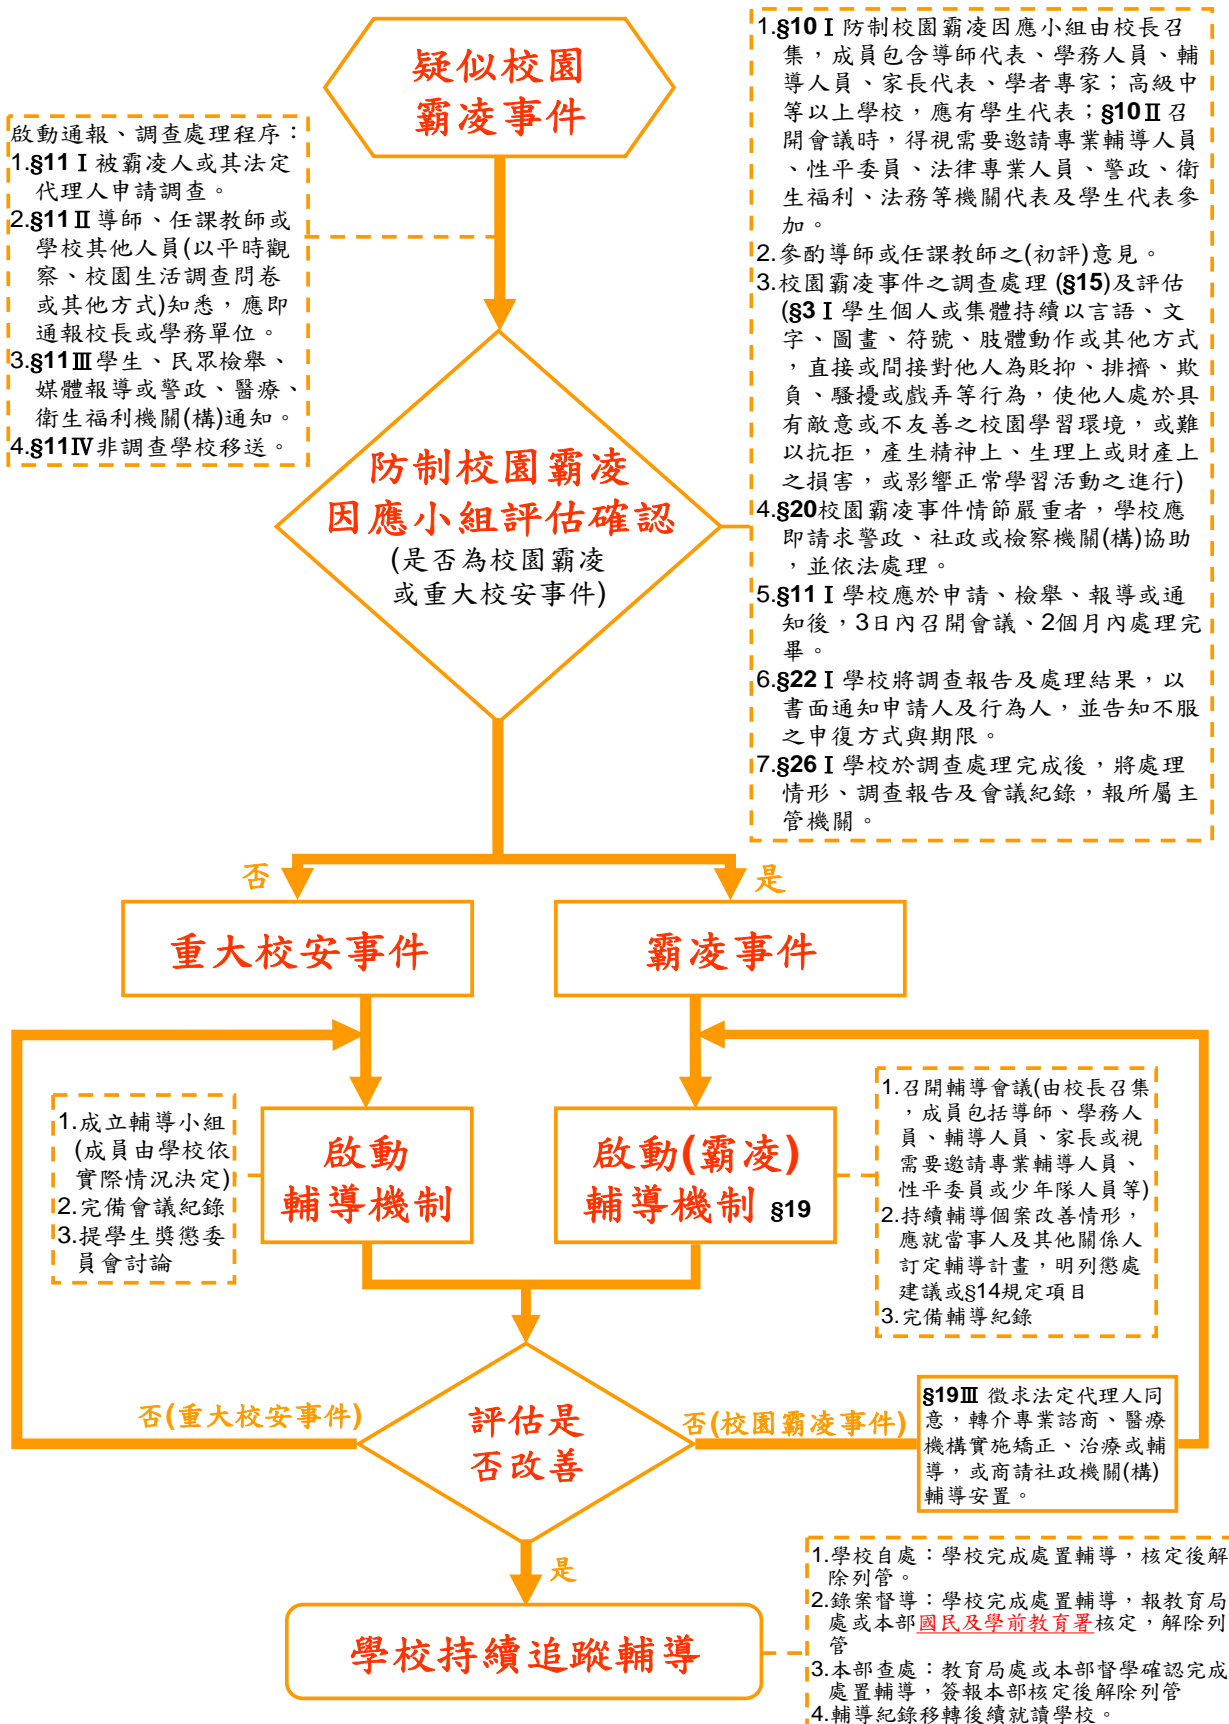 疑似校園
霸凌事件
啟動通報、調查處理程序：
1.§11Ⅰ被霸凌人或其法定
代理人申請調查。
2.§11Ⅱ導師、任課教師或
學校其他人員(以平時觀
察、校園生活調查問卷
或其他方式)知悉，應即
通報校長或學務單位。
3.§11Ⅲ學生、民眾檢舉、
媒體報導或警政、醫療、
衛生福利機關(構)通知。
4.§11Ⅳ非調查學校移送。
1.§10Ⅰ防制校園霸凌因應小組由校長召
集，成員包含導師代表、學務人員、輔
導人員、家長代表、學者專家；高級中
等以上學校，應有學生代表；§10Ⅱ召
開會議時，得視需要邀請專業輔導人員
、性平委員、法律專業人員、警政、衛
生福利、法務等機關代表及學生代表參
加。
2.參酌導師或任課教師之(初評)意見。
3.校園霸凌事件之調查處理 (§15)及評估
(§3Ⅰ學生個人或集體持續以言語、文
字、圖畫、符號、肢體動作或其他方式
，直接或間接對他人為貶抑、排擠、欺
負、騷擾或戲弄等行為，使他人處於具
有敵意或不友善之校園學習環境，或難
以抗拒，產生精神上、生理上或財產上
之損害，或影響正常學習活動之進行)
4.§20校園霸凌事件情節嚴重者，學校應
即請求警政、社政或檢察機關(構)協助
，並依法處理。
5.§11Ⅰ學校應於申請、檢舉、報導或通
知後，3日內召開會議、2個月內處理完
畢。
6.§22Ⅰ學校將調查報告及處理結果，以
書面通知申請人及行為人，並告知不服
之申復方式與期限。
7.§26Ⅰ學校於調查處理完成後，將處理
情形、調查報告及會議紀錄，報所屬主
管機關。
防制校園霸凌
因應小組評估確認
(是否為校園霸凌
或重大校安事件)
否
是
重大校安事件
霸凌事件
1.成立輔導小組
(成員由學校依
實際情況決定)
2.完備會議紀錄
3.提學生獎懲委
員會討論
啟動
輔導機制
啟動(霸凌)
輔導機制 §19
1.召開輔導會議(由校長召集
，成員包括導師、學務人
員、輔導人員、家長或視
需要邀請專業輔導人員、
性平委員或少年隊人員等)
2.持續輔導個案改善情形，
應就當事人及其他關係人
訂定輔導計畫，明列懲處
建議或§14規定項目
3.完備輔導紀錄
否(重大校安事件)
評估是
否改善
否(校園霸凌事件)
§19Ⅲ 徵求法定代理人同
意，轉介專業諮商、醫療
機構實施矯正、治療或輔
導，或商請社政機關(構)
輔導安置。
是
學校持續追蹤輔導
1.學校自處：學校完成處置輔導，核定後解
除列管。
2.錄案督導：學校完成處置輔導，報教育局
處或本部國民及學前教育署核定，解除列
管
3.本部查處：教育局處或本部督學確認完成
處置輔導，簽報本部核定後解除列管
4.輔導紀錄移轉後續就讀學校。